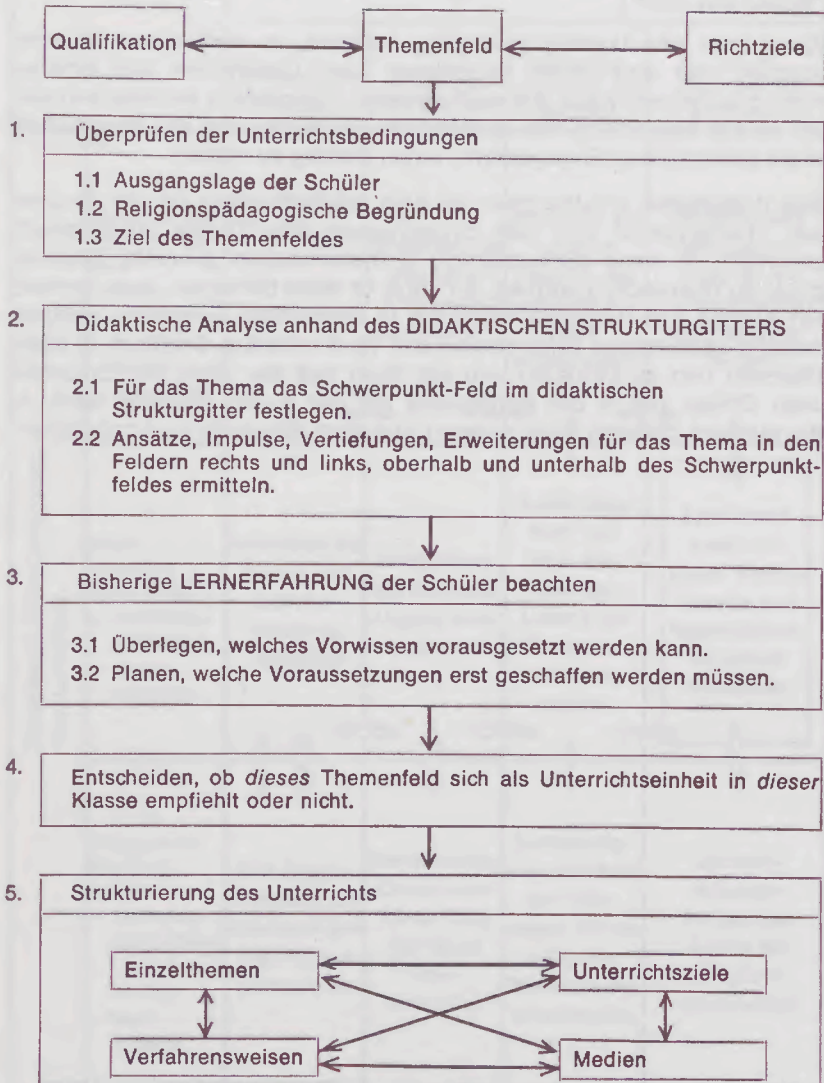 Qualifikation Themenfeld Richtziele
1. Überprüfen der Unterrichtsbedingungen
1.1 Ausgangslage der Schüler
1.2 Religionspädagogische Begründung
1.3 Ziel des Themenfeldes
2. Didaktische Analyse anhand des DIDAKTISCHEN STRUKTURGITTERS
2.1 Für das Thema das Schwerpunkt-Feld im didaktischen
Strukturgitter festlegen.
2.2 Ansätze, Impulse, Vertiefungen, Erweiterungen für das Thema in den
Feldern rechts und links, oberhalb und unterhalb des Schwerpunkt-
feldes ermitteln.
3. Bisherige LERNERFAHRUNG der Schüler beachten
3.1 Überlegen, welches Vorwissen vorausgesetzt werden kann.
3.2 Planen, welche Voraussetzungen erst geschaffen werden müssen.
4. Entscheiden, ob dieses Themenfeld sich als Unterrichtseinheit in dieser
Klasse empfiehlt oder nicht.
5. Strukturierung des Unterrichts
Einzelthemen Unterrichtsziele
Verfahrensweisen Medien